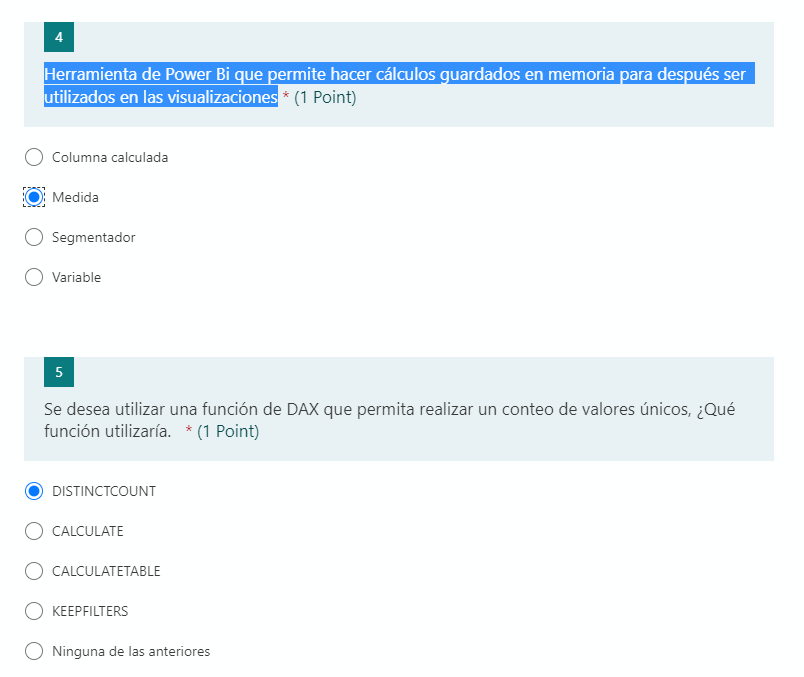 4
Herramienta de Power Bi que permite hacer cálculos guardados en memoria para después ser
utilizados en las visualizaciones * (1 Point)
Columna calculada
Medida
Segmentador
Variable
5
Se desea utilizar una función de DAX que permita realizar un conteo de valores únicos, ¿Qué
función utilizaría. * (1 Point)
DISTINCTCOUNT
CALCULATE
CALCULATETABLE
KEEPFILTERS
Ninguna de las anteriores